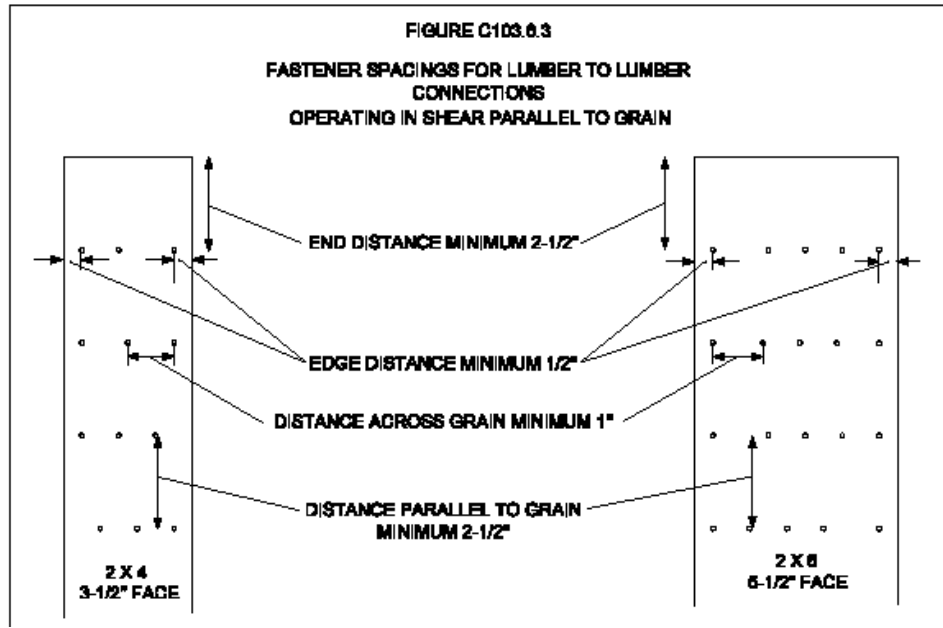 FIGURE C103.6.3
FASTENER SPACINGS FOR LUMBER TO LUMBER
CONNECTIONS
OPERATING IN SHEAR PARALLEL TO GRAIN
END DISTANCE MINIMUM 2-1/2"
EDGE DISTANCE MINIMUM 1/2"
DISTANCE ACROSS GRAIN MINIMUM 1"
DISTANCE PARALLEL TO GRAIN
MINIMUM 2-1/2"
2 X 4
3-1/2" FACE
2 X 6
5-1/2" FACE